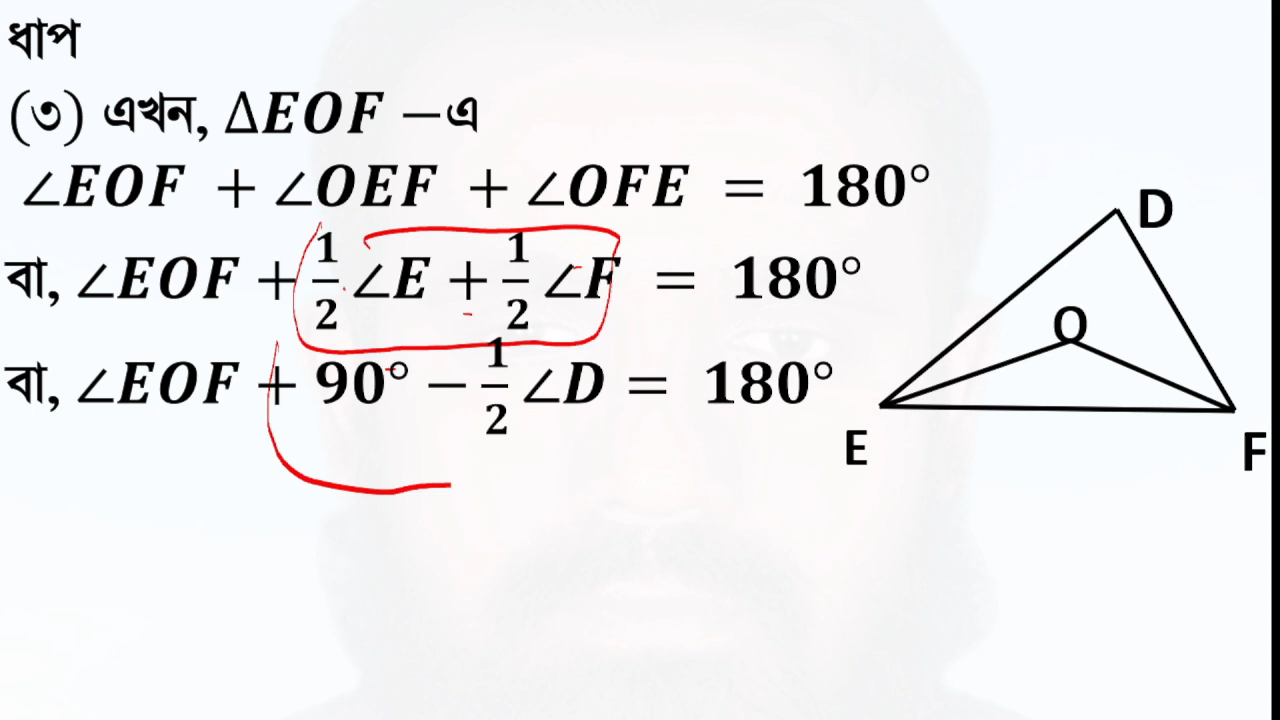 ধাপ
(৩) এখন, ΔEOF −এ
∠EOF + ∠OEF + ∠OFE = 180°
বা, ∠EOF + 1/2 ∠E + 1/2 ∠F = 180°
বা, ∠EOF + 90° − 1/2 ∠D = 180°
D
O
E
F